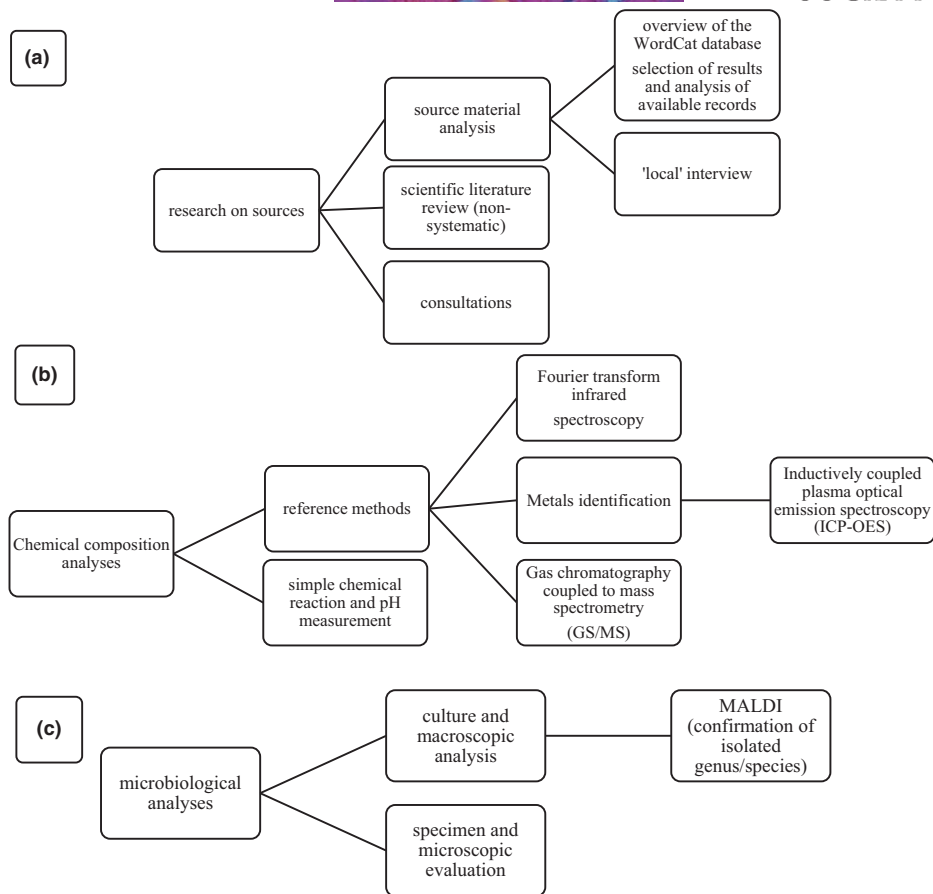 (a)
overview of the
WordCat database
selection of results
and analysis of
available records
source material
analysis
'local' interview
research on sources
scientific literature
review (non-
systematic)
consultations
(b)
Fourier transform
infrared
spectroscopy
reference methods
Metals identification
Inductively coupled
plasma optical
emission spectroscopy
(ICP-OES)
Chemical composition
analyses
simple chemical
reaction and pH
measurement
Gas chromatography
coupled to mass
spectrometry
(GS/MS)
(c)
culture and
macroscopic
analysis
MALDI
(confirmation of
isolated
genus/species)
microbiological
analyses
specimen and
microscopic
evaluation